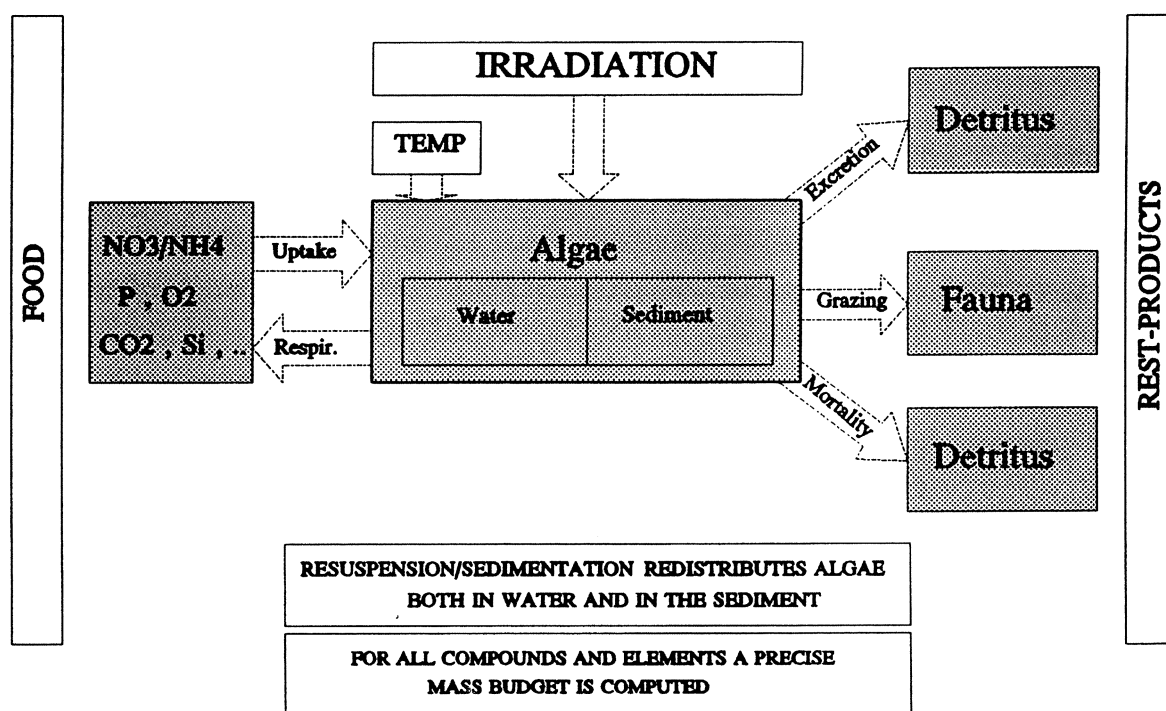 FOOD
IRRADIATION
TEMP
NO3/NH4
P , O2
CO2 , Si , ..
Uptake
Respir.
Algae
Water
Sediment
Excretion
Grazing
Mortality
Detritus
Fauna
Detritus
REST-PRODUCTS
RESUSPENSION/SEDIMENTATION REDISTRIBUTES ALGAE
BOTH IN WATER AND IN THE SEDIMENT
FOR ALL COMPOUNDS AND ELEMENTS A PRECISE
MASS BUDGET IS COMPUTED